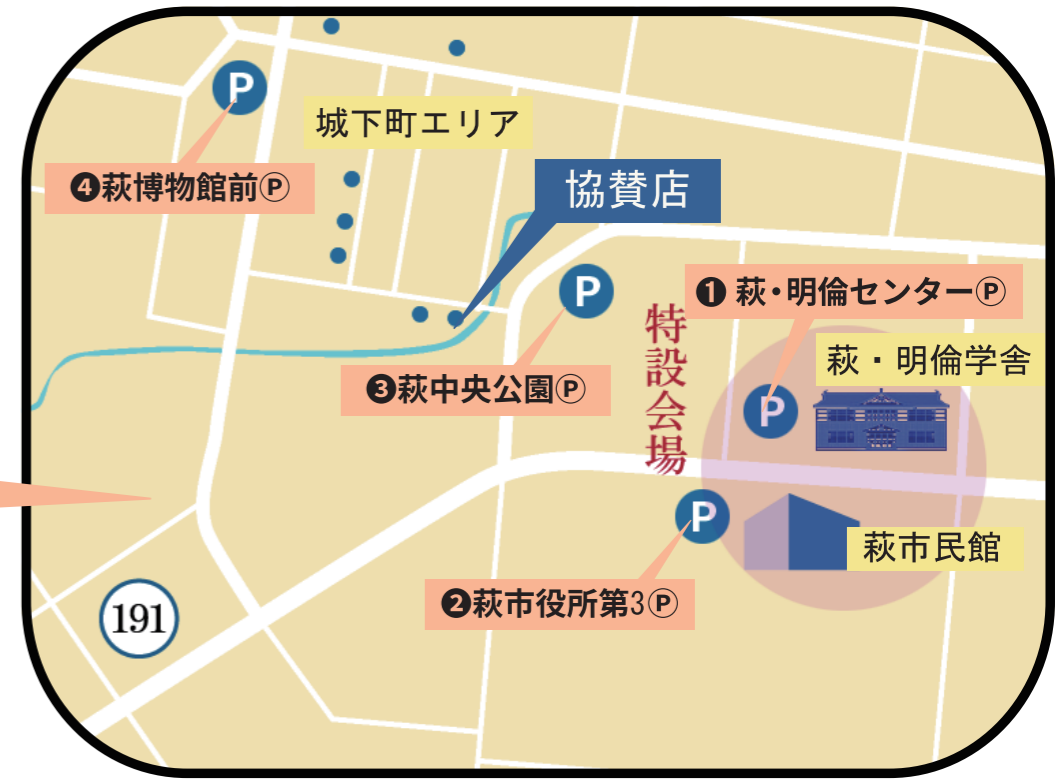 P
城下町エリア
❹萩博物館前Ⓟ
協賛店
P
❶ 萩・明倫センターⓅ
特設会場
萩・明倫学舎
❸萩中央公園Ⓟ
P
P
萩市民館
❷萩市役所第3Ⓟ
191